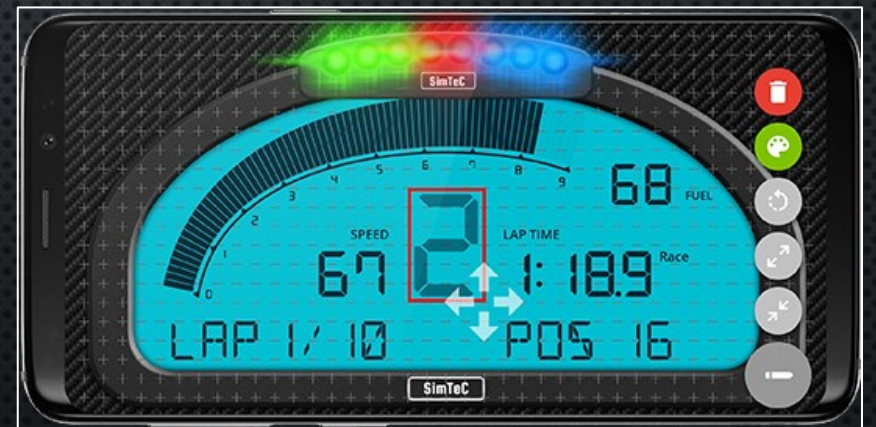 SimTeC
0 1 2 3 4 5 6 7 8 9
68 FUEL
SPEED 67
2
LAP TIME 1:18.9 Race
LAP 1/10
POS 16
SimTeC